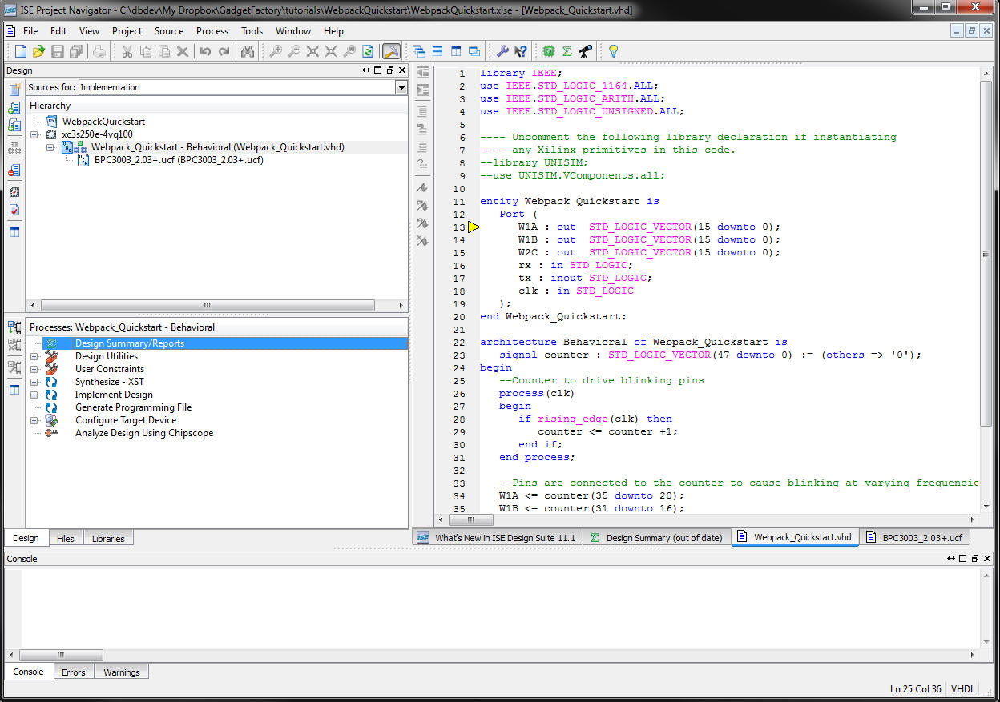 ISE Project Navigator - C:\dbdev\My Dropbox\GadgetFactory\tutorials\WebpackQuickstart\WebpackQuickstart.xise - [Webpack_Quickstart.vhd]
File Edit View Project Source Process Tools Window Help
Design
Sources for: Implementation
Hierarchy
WebpackQuickstart
xc3s250e-4vq100
Webpack_Quickstart - Behavioral (Webpack_Quickstart.vhd)
BPC3003_2.03+.ucf (BPC3003_2.03+.ucf)
Processes: Webpack_Quickstart - Behavioral
Design Summary/Reports
Design Utilities
User Constraints
Synthesize - XST
Implement Design
Generate Programming File
Configure Target Device
Analyze Design Using Chipscope
Design Files Libraries
1 library IEEE;
2 use IEEE.STD_LOGIC_1164.ALL;
3 use IEEE.STD_LOGIC_ARITH.ALL;
4 use IEEE.STD_LOGIC_UNSIGNED.ALL;
5
6 ---- Uncomment the following library declaration if instantiating
7 ---- any Xilinx primitives in this code.
8 --library UNISIM;
9 --use UNISIM.VComponents.all;
10
11 entity Webpack_Quickstart is
12 Port (
13 W1A : out STD_LOGIC_VECTOR(15 downto 0);
14 W1B : out STD_LOGIC_VECTOR(15 downto 0);
15 W2C : out STD_LOGIC_VECTOR(15 downto 0);
16 rx : in STD_LOGIC;
17 tx : inout STD_LOGIC;
18 clk : in STD_LOGIC
19 );
20 end Webpack_Quickstart;
21
22 architecture Behavioral of Webpack_Quickstart is
23 signal counter : STD_LOGIC_VECTOR(47 downto 0) := (others => '0');
24 begin
25 --Counter to drive blinking pins
26 process(clk)
27 begin
28 if rising_edge(clk) then
29 counter <= counter +1;
30 end if;
31 end process;
32
33 --Pins are connected to the counter to cause blinking at varying frequencie
34 W1A <= counter(35 downto 20);
35 W1B <= counter(31 downto 16);
ISE What's New in ISE Design Suite 11.1 Design Summary (out of date) Webpack_Quickstart.vhd BPC3003_2.03+.ucf
Console
Console Errors Warnings
Ln 25 Col 36 VHDL